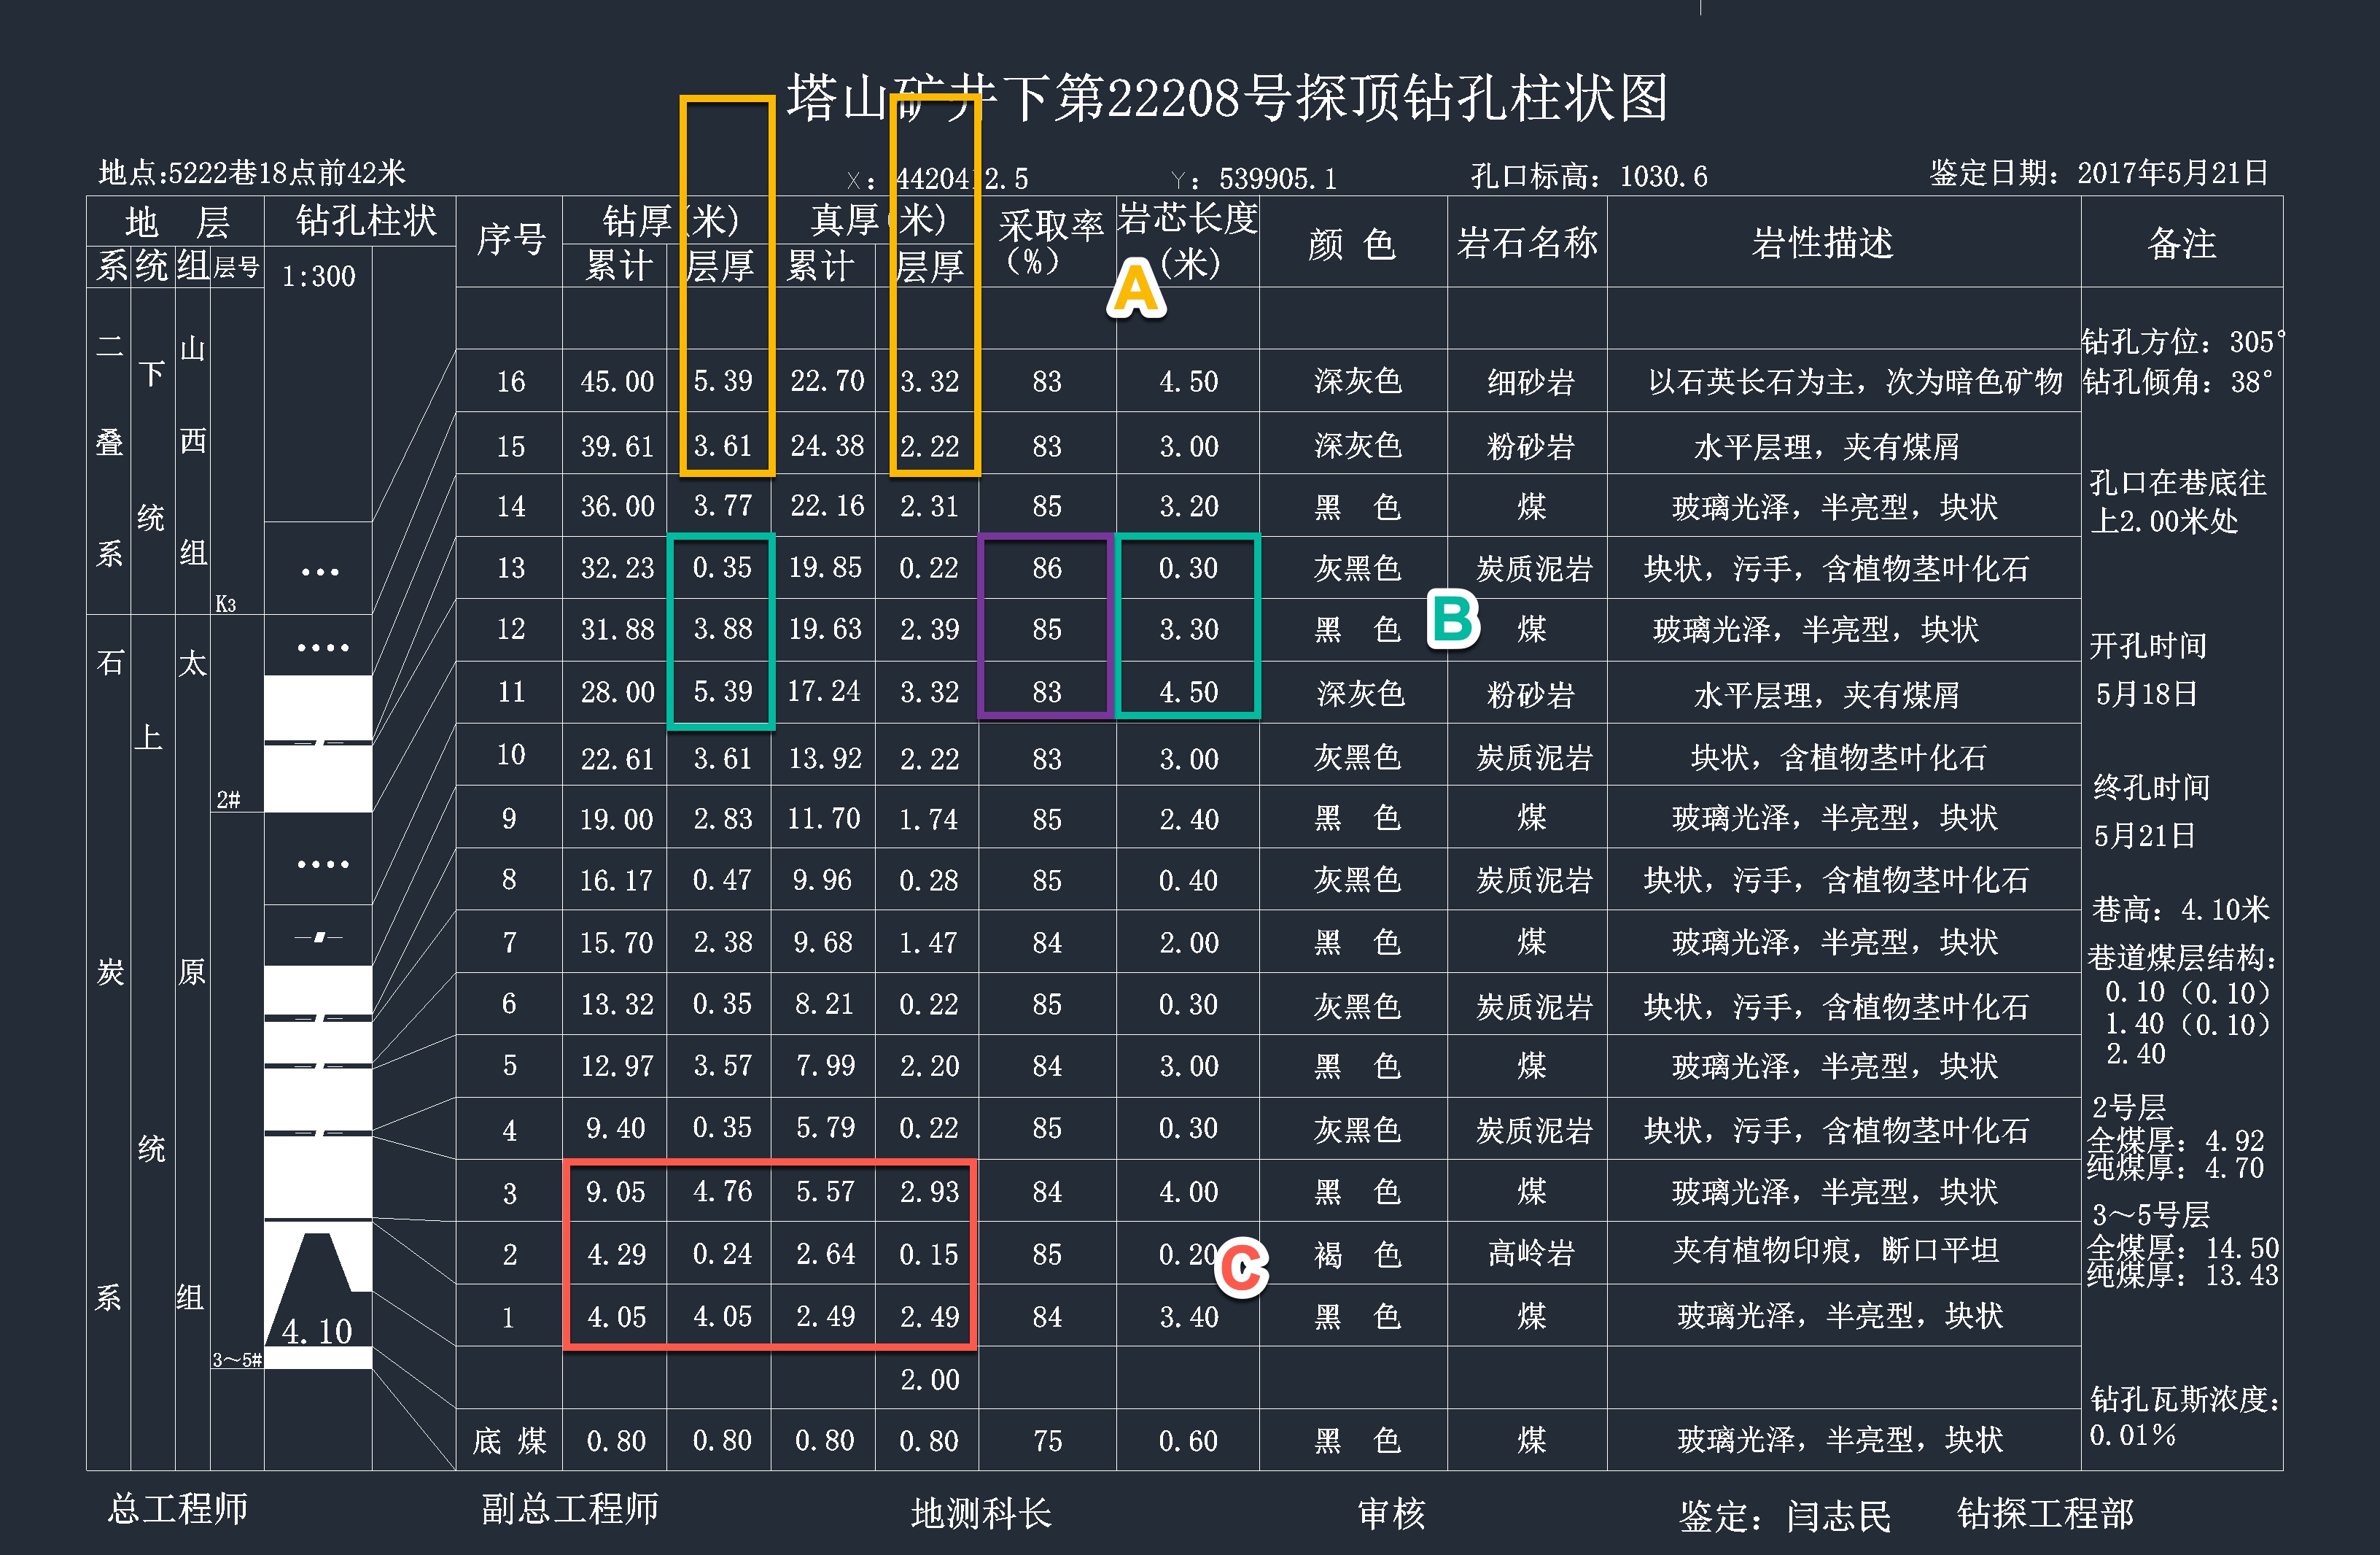 塔山矿井下第22208号探顶钻孔柱状图
地点:5222巷18点前42米 X: 4420412.5 Y: 539905.1 孔口标高: 1030.6 鉴定日期: 2017年5月21日
地 层 钻孔柱状 序号 钻厚(米) 真厚(米) 采取率(%) 岩芯长度(米) 颜 色 岩石名称 岩性描述 备注
系 统 组 层号 1:300 累计 层厚 累计 层厚
A
16 45.00 5.39 22.70 3.32 83 4.50 深灰色 细砂岩 以石英长石为主, 次为暗色矿物
15 39.61 3.61 24.38 2.22 83 3.00 深灰色 粉砂岩 水平层理, 夹有煤屑
14 36.00 3.77 22.16 2.31 85 3.20 黑 色 煤 玻璃光泽, 半亮型, 块状
13 32.23 0.35 19.85 0.22 86 0.30 灰黑色 炭质泥岩 块状, 污手, 含植物茎叶化石
12 31.88 3.88 19.63 2.39 85 3.30 黑 色 B 煤 玻璃光泽, 半亮型, 块状
11 28.00 5.39 17.24 3.32 83 4.50 深灰色 粉砂岩 水平层理, 夹有煤屑
10 22.61 3.61 13.92 2.22 83 3.00 灰黑色 炭质泥岩 块状, 含植物茎叶化石
9 19.00 2.83 11.70 1.74 85 2.40 黑 色 煤 玻璃光泽, 半亮型, 块状
8 16.17 0.47 9.96 0.28 85 0.40 灰黑色 炭质泥岩 块状, 污手, 含植物茎叶化石
7 15.70 2.38 9.68 1.47 84 2.00 黑 色 煤 玻璃光泽, 半亮型, 块状
6 13.32 0.35 8.21 0.22 85 0.30 灰黑色 炭质泥岩 块状, 污手, 含植物茎叶化石
5 12.97 3.57 7.99 2.20 84 3.00 黑 色 煤 玻璃光泽, 半亮型, 块状
4 9.40 0.35 5.79 0.22 85 0.30 灰黑色 炭质泥岩 块状, 污手, 含植物茎叶化石
3 9.05 4.76 5.57 2.93 84 4.00 黑 色 煤 玻璃光泽, 半亮型, 块状
2 4.29 0.24 2.64 0.15 85 0.20 C 褐 色 高岭岩 夹有植物印痕, 断口平坦
1 4.05 4.05 2.49 2.49 84 3.40 黑 色 煤 玻璃光泽, 半亮型, 块状
2.00
底 煤 0.80 0.80 0.80 0.80 75 0.60 黑 色 煤 玻璃光泽, 半亮型, 块状
二叠系
下统
山西组
K3
石炭系
上统
太原组
2#
3~5#
4.10
钻孔方位: 305°
钻孔倾角: 38°
孔口在巷底往
上2.00米处
开孔时间
5月18日
终孔时间
5月21日
巷高: 4.10米
巷道煤层结构:
0.10 (0.10)
1.40 (0.10)
2.40
2号层
全煤厚: 4.92
纯煤厚: 4.70
3~5号层
全煤厚: 14.50
纯煤厚: 13.43
钻孔瓦斯浓度:
0.01%
总工程师 副总工程师 地测科长 审核 鉴定: 闫志民 钻探工程部